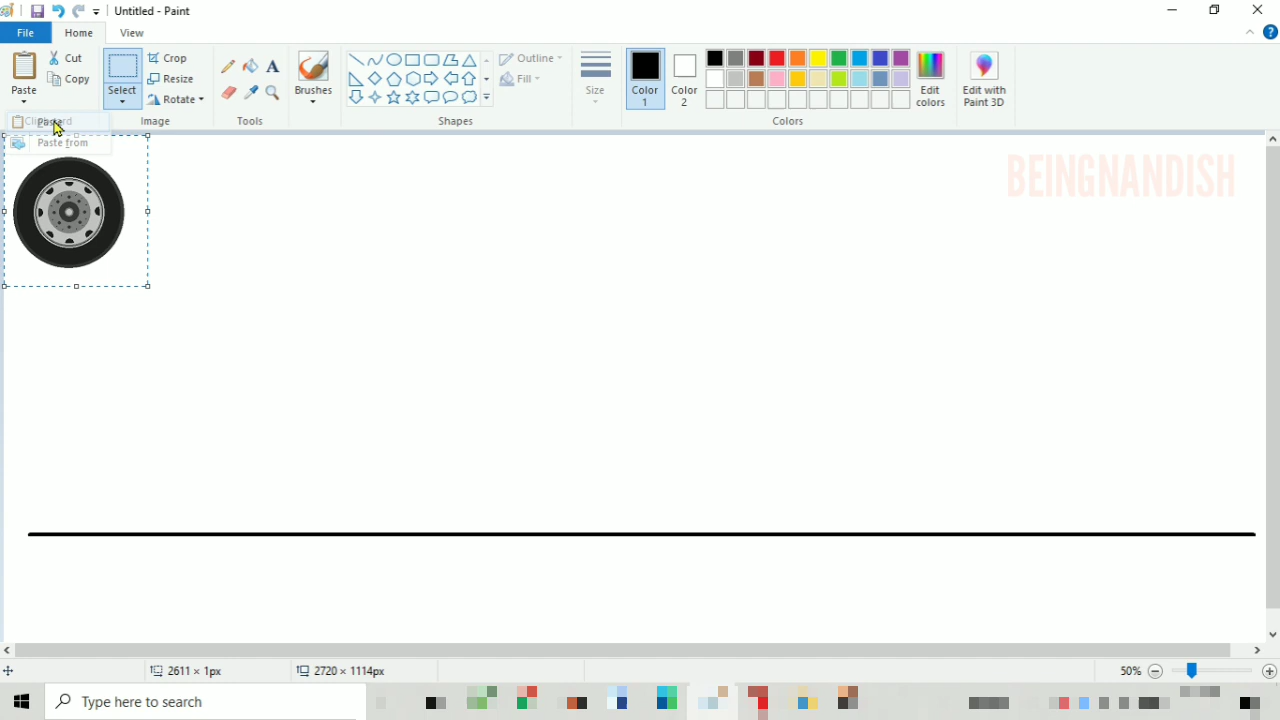 Untitled - Paint
File Home View
Paste
Cut
Copy
Select
Crop
Resize
Rotate
A
Brushes
Outline
Fill
Size
Color 1
Color 2
Edit colors
Edit with Paint 3D
Clipboard
Paste
Paste from
Image
Tools
Shapes
Colors
BEINGNANDISH
2611 × 1px
2720 × 1114px
50%
Type here to search